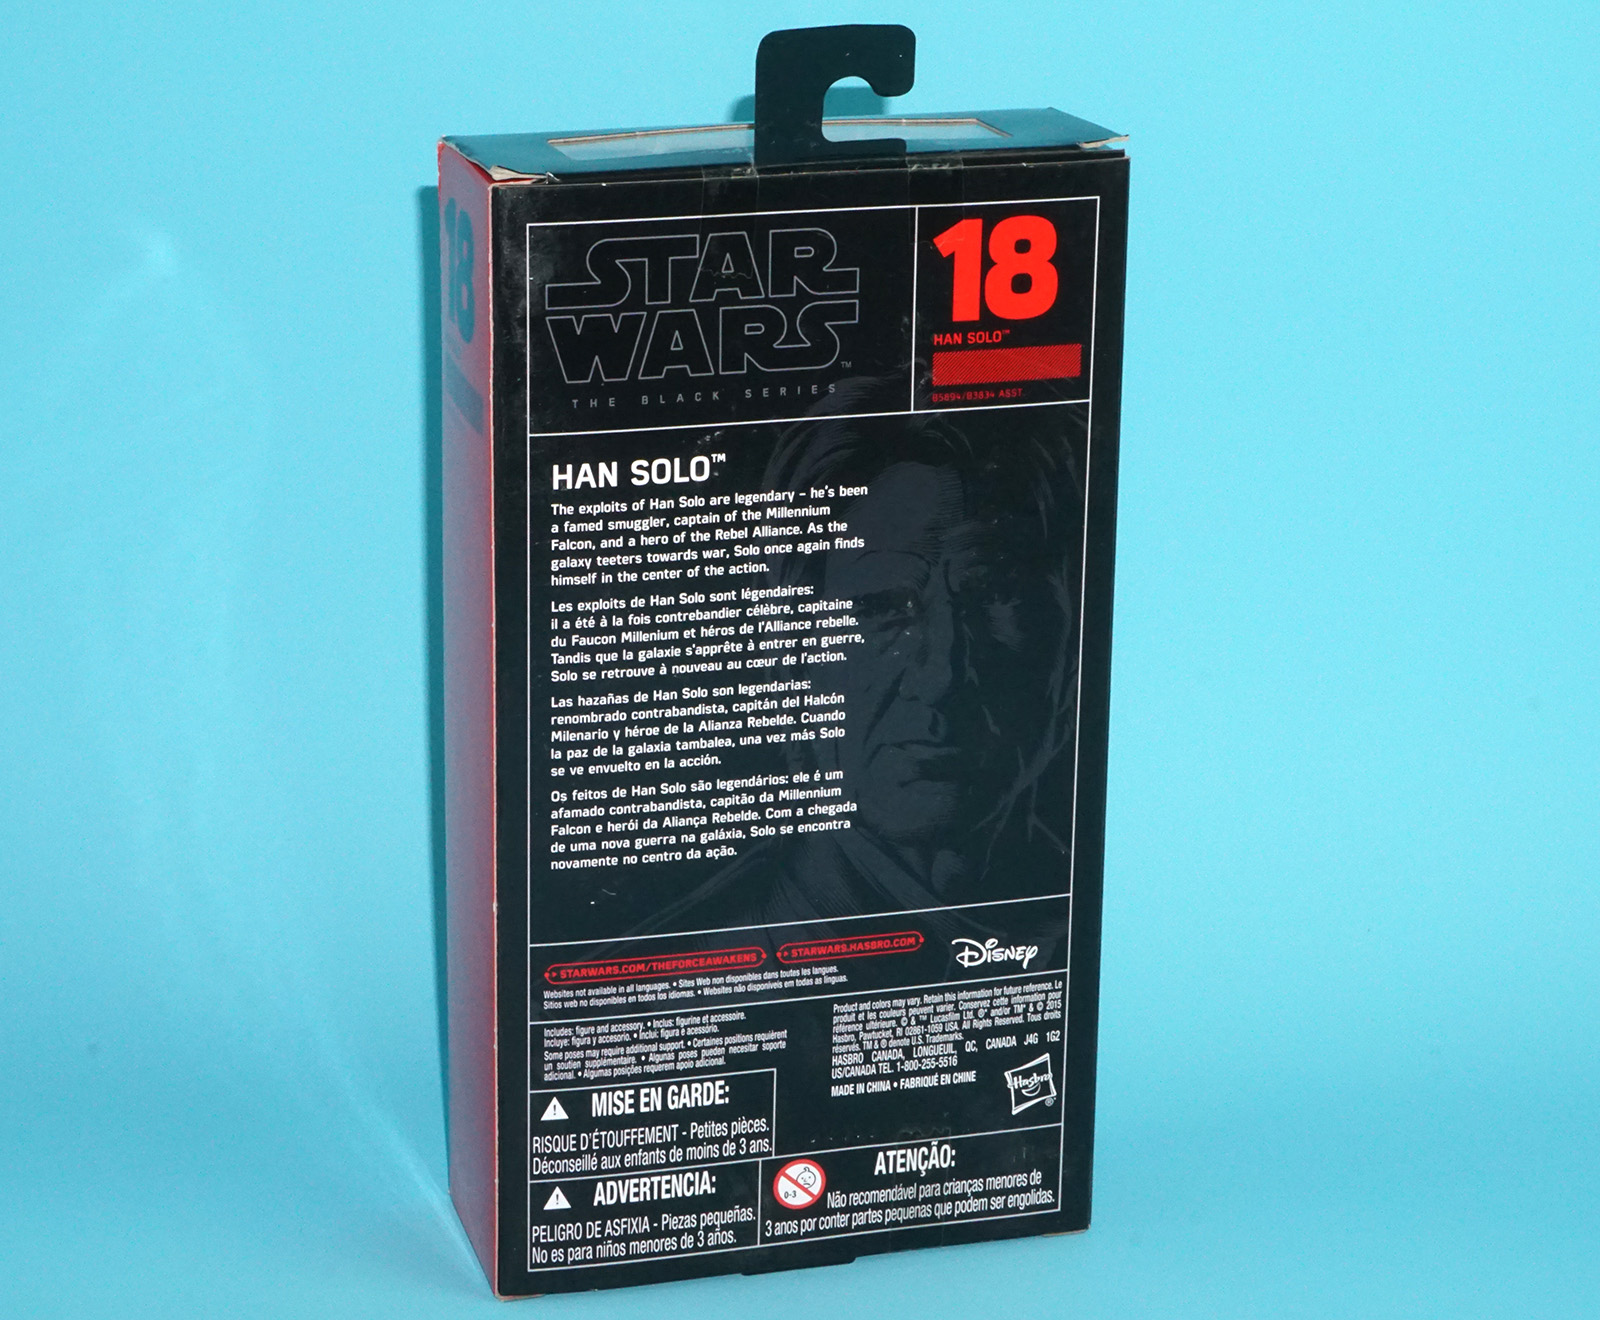 18
STAR
WARS™
THE BLACK SERIES
18
HAN SOLO™
B5894/B3834 ASST.
HAN SOLO™
The exploits of Han Solo are legendary – he's been
a famed smuggler, captain of the Millennium
Falcon, and a hero of the Rebel Alliance. As the
galaxy teeters towards war, Solo once again finds
himself in the center of the action.
Les exploits de Han Solo sont légendaires:
il a été à la fois contrebandier célèbre, capitaine
du Faucon Millenium et héros de l'Alliance rebelle.
Tandis que la galaxie s'apprête à entrer en guerre,
Solo se retrouve à nouveau au cœur de l'action.
Las hazañas de Han Solo son legendarias:
renombrado contrabandista, capitán del Halcón
Milenario y héroe de la Alianza Rebelde. Cuando
la paz de la galaxia tambalea, una vez más Solo
se ve envuelto en la acción.
Os feitos de Han Solo são legendários: ele é um
afamado contrabandista, capitão da Millennium
Falcon e herói da Aliança Rebelde. Com a chegada
de uma nova guerra na galáxia, Solo se encontra
novamente no centro da ação.
STARWARS.COM/THEFORCEAWAKENS
STARWARS.HASBRO.COM
Disney
Websites not available in all languages. • Sites Web non disponibles dans toutes les langues.
Sitios web no disponibles en todos los idiomas. • Websites não disponíveis em todas as línguas.
Includes: figure and accessory. • Inclus: figurine et accessoire.
Incluye: figura y accesorio. • Inclui: figura e acessório.
Some poses may require additional support. • Certaines positions requièrent
un soutien supplémentaire. • Algunas poses pueden necesitar soporte
adicional. • Algumas posições requerem apoio adicional.
Product and colors may vary. Retain this information for future reference. Le
produit et les couleurs peuvent varier. Conservez cette information pour
référence ultérieure. © & ™ Lucasfilm Ltd. ®* and/or TM* & © 2015
Hasbro, Pawtucket, RI 02861-1059 USA. All Rights Reserved. Tous droits
réservés. TM & ® denote U.S. Trademarks.
HASBRO CANADA, LONGUEUIL, QC, CANADA J4G 1G2
US/CANADA TEL. 1-800-255-5516
MADE IN CHINA • FABRIQUÉ EN CHINE
Hasbro®
MISE EN GARDE:
RISQUE D'ÉTOUFFEMENT - Petites pièces.
Déconseillé aux enfants de moins de 3 ans.
ADVERTENCIA:
PELIGRO DE ASFIXIA - Piezas pequeñas.
No es para niños menores de 3 años.
0-3
ATENÇÃO:
Não recomendável para crianças menores de
3 anos por conter partes pequenas que podem ser engolidas.